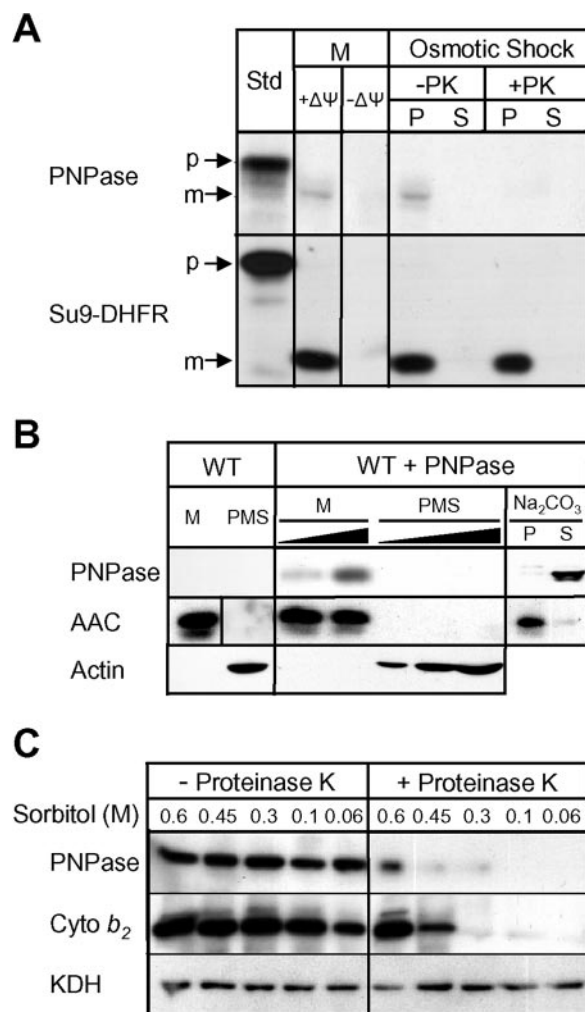 A
Std M Osmotic Shock
+ΔΨ -ΔΨ -PK +PK
P S P S
PNPase p m
Su9-DHFR p m
B
WT WT + PNPase
M PMS M PMS Na₂CO₃
P S
PNPase
AAC
Actin
C
- Proteinase K + Proteinase K
Sorbitol (M) 0.6 0.45 0.3 0.1 0.06 0.6 0.45 0.3 0.1 0.06
PNPase
Cyto b₂
KDH